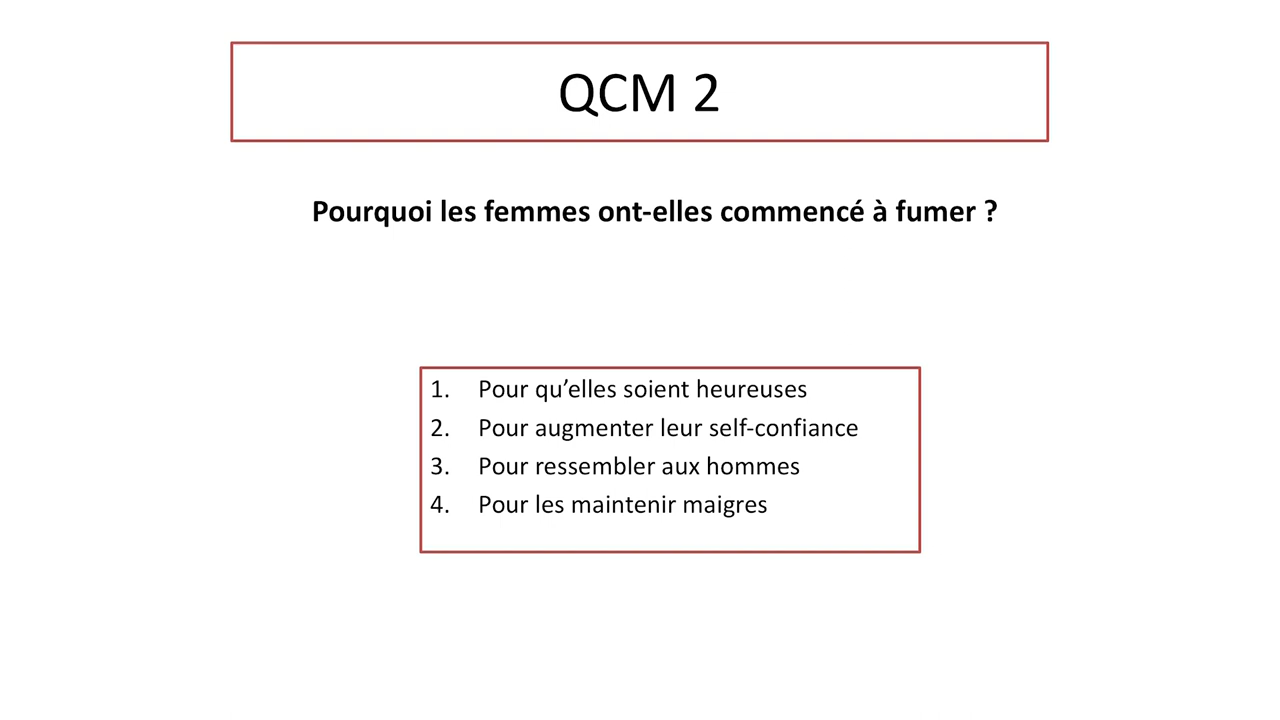 QCM 2
Pourquoi les femmes ont-elles commencé à fumer ?
1. Pour qu’elles soient heureuses
2. Pour augmenter leur self-confiance
3. Pour ressembler aux hommes
4. Pour les maintenir maigres